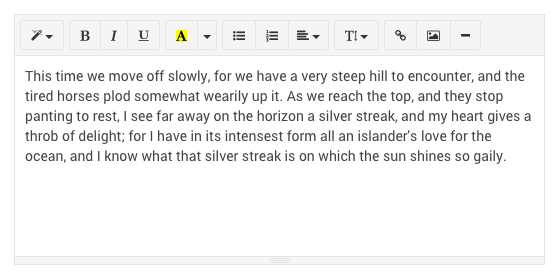 B I U A T!
This time we move off slowly, for we have a very steep hill to encounter, and the
tired horses plod somewhat wearily up it. As we reach the top, and they stop
panting to rest, I see far away on the horizon a silver streak, and my heart gives a
throb of delight; for I have in its intensest form all an islander's love for the
ocean, and I know what that silver streak is on which the sun shines so gaily.